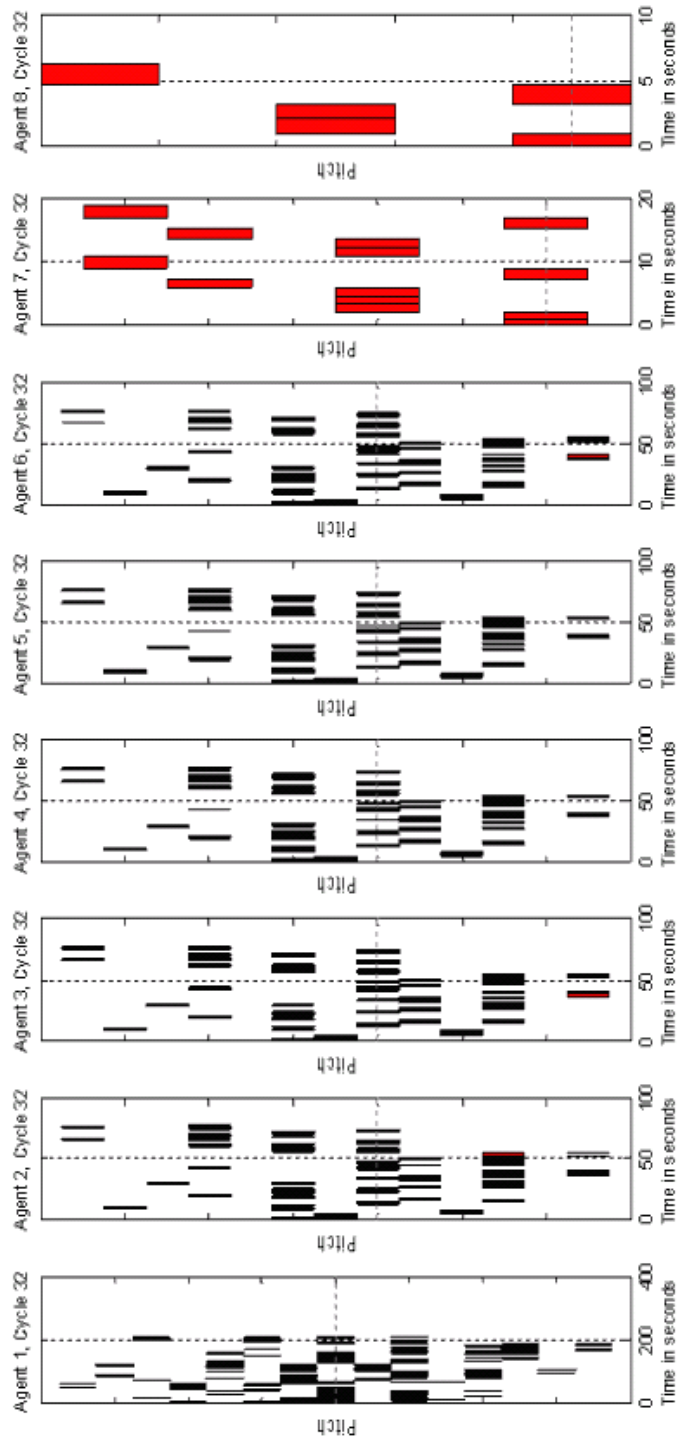 Agent 1, Cycle 32
Pitch
0 200 400
Time in seconds
Agent 2, Cycle 32
Pitch
0 50 100
Time in seconds
Agent 3, Cycle 32
Pitch
0 50 100
Time in seconds
Agent 4, Cycle 32
Pitch
0 50 100
Time in seconds
Agent 5, Cycle 32
Pitch
0 50 100
Time in seconds
Agent 6, Cycle 32
Pitch
0 50 100
Time in seconds
Agent 7, Cycle 32
Pitch
0 10 20
Time in seconds
Agent 8, Cycle 32
Pitch
0 5 10
Time in seconds